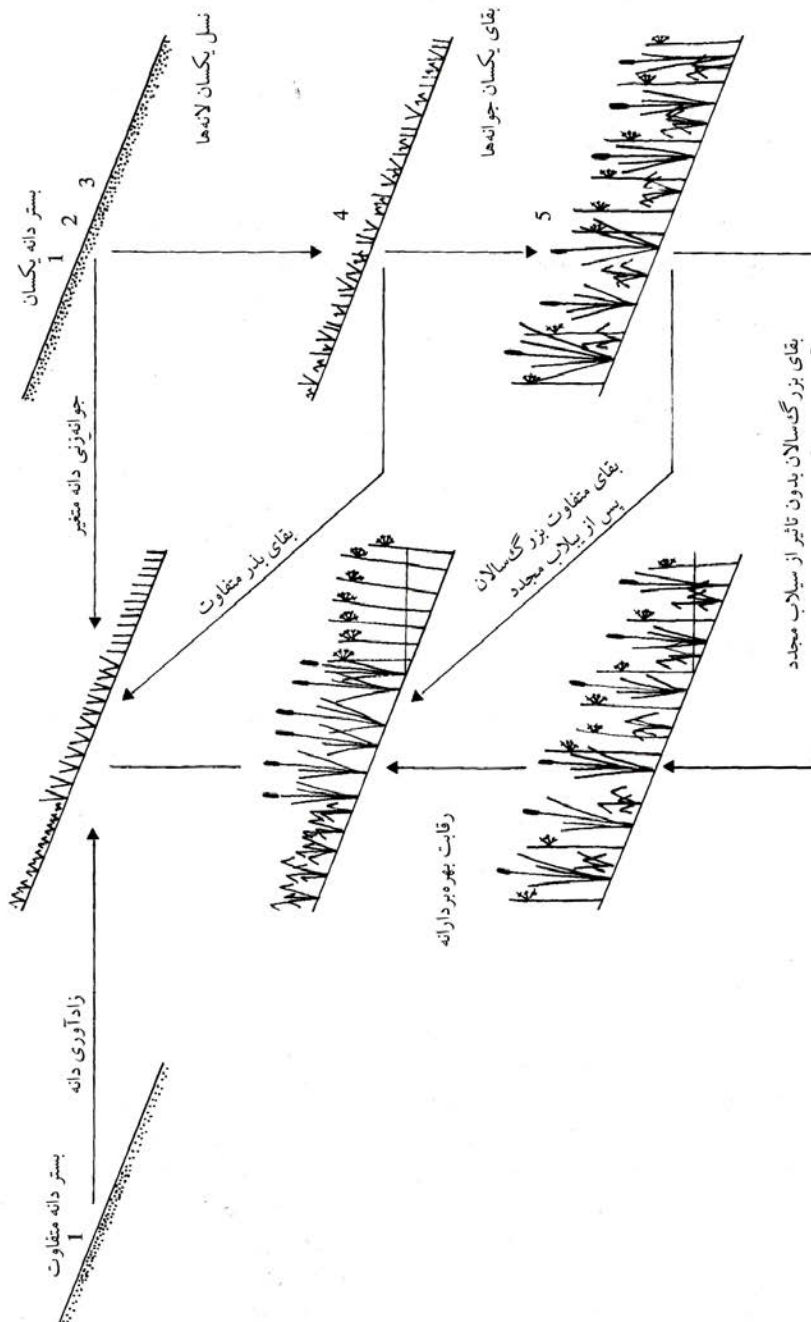 بستر دانه متفاوت
1
زادآوری دانه
جوانه‌زنی دانه متغیر
بستر دانه یکسان
1 2 3
نسل یکسان لانه‌ها
4
بقای بذر متفاوت
بقای یکسان جوانه‌ها
5
بقای متفاوت بزرگ‌سالان
پس از بیلاب مجدد
رقابت بهره‌بردارانه
بقای بزرگ‌سالان بدون تاثیر از سیلاب مجدد